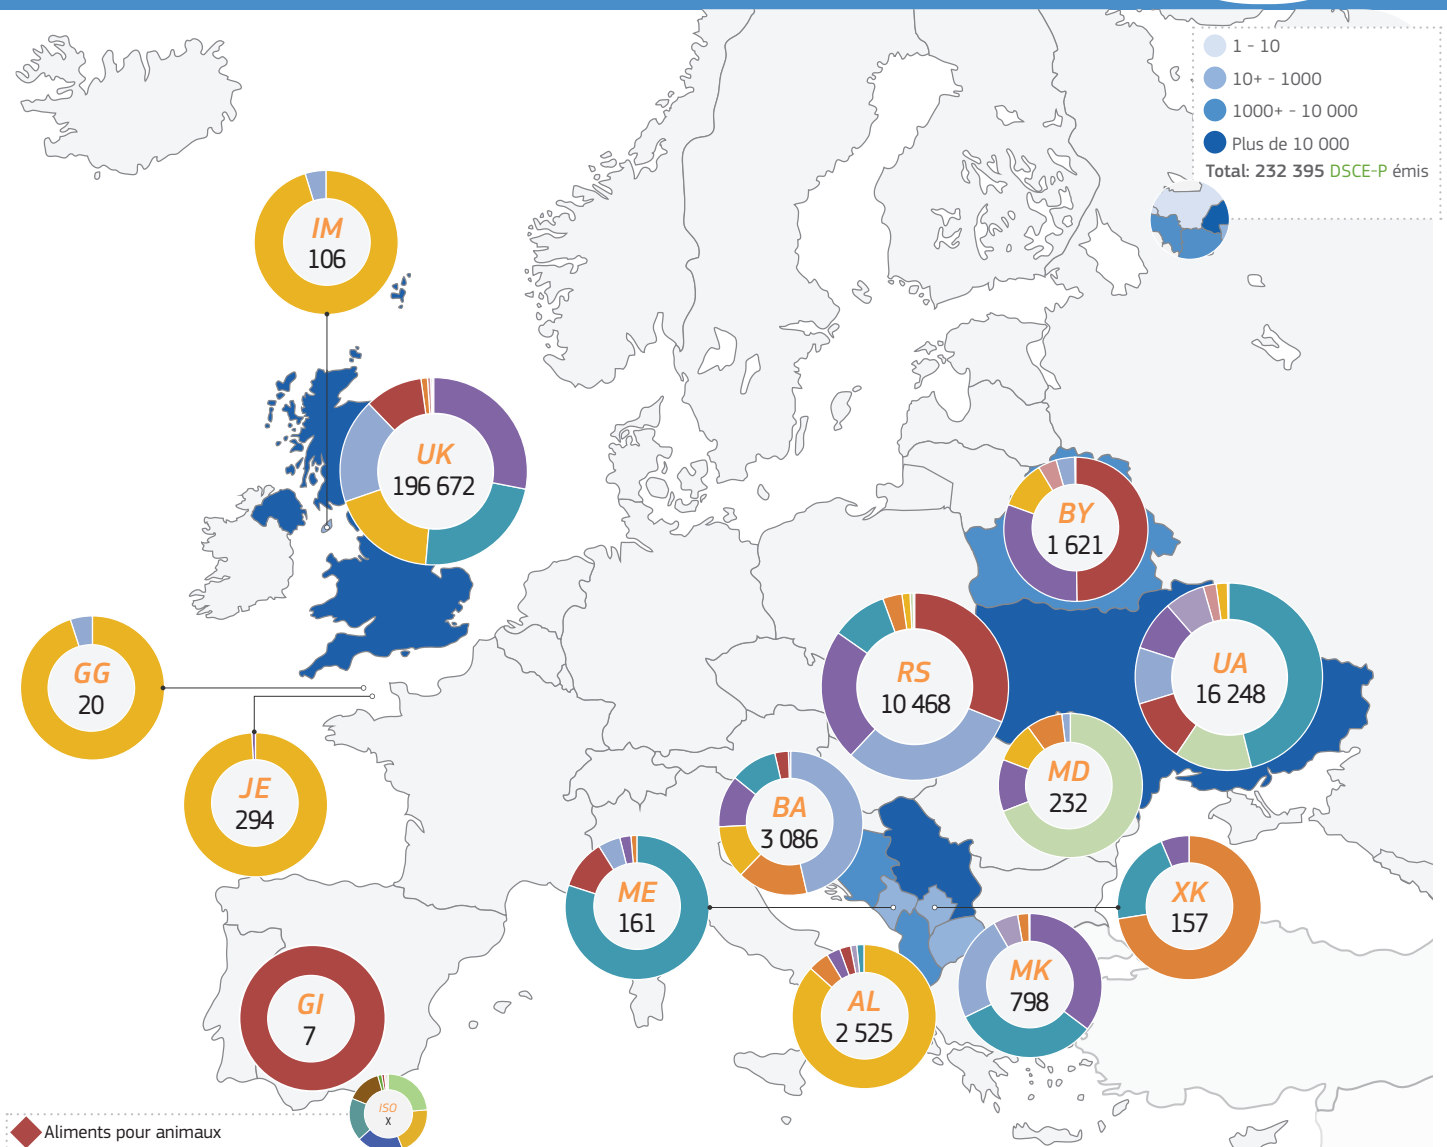 1 - 10
10+ - 1000
1000+ - 10 000
Plus de 10 000
Total: 232 395 DSCE-P émis
IM
106
UK
196 672
BY
1 621
GG
20
RS
10 468
UA
16 248
JE
294
MD
232
BA
3 086
ME
161
XK
157
GI
7
AL
2 525
MK
798
ISO
X
Aliments pour animaux